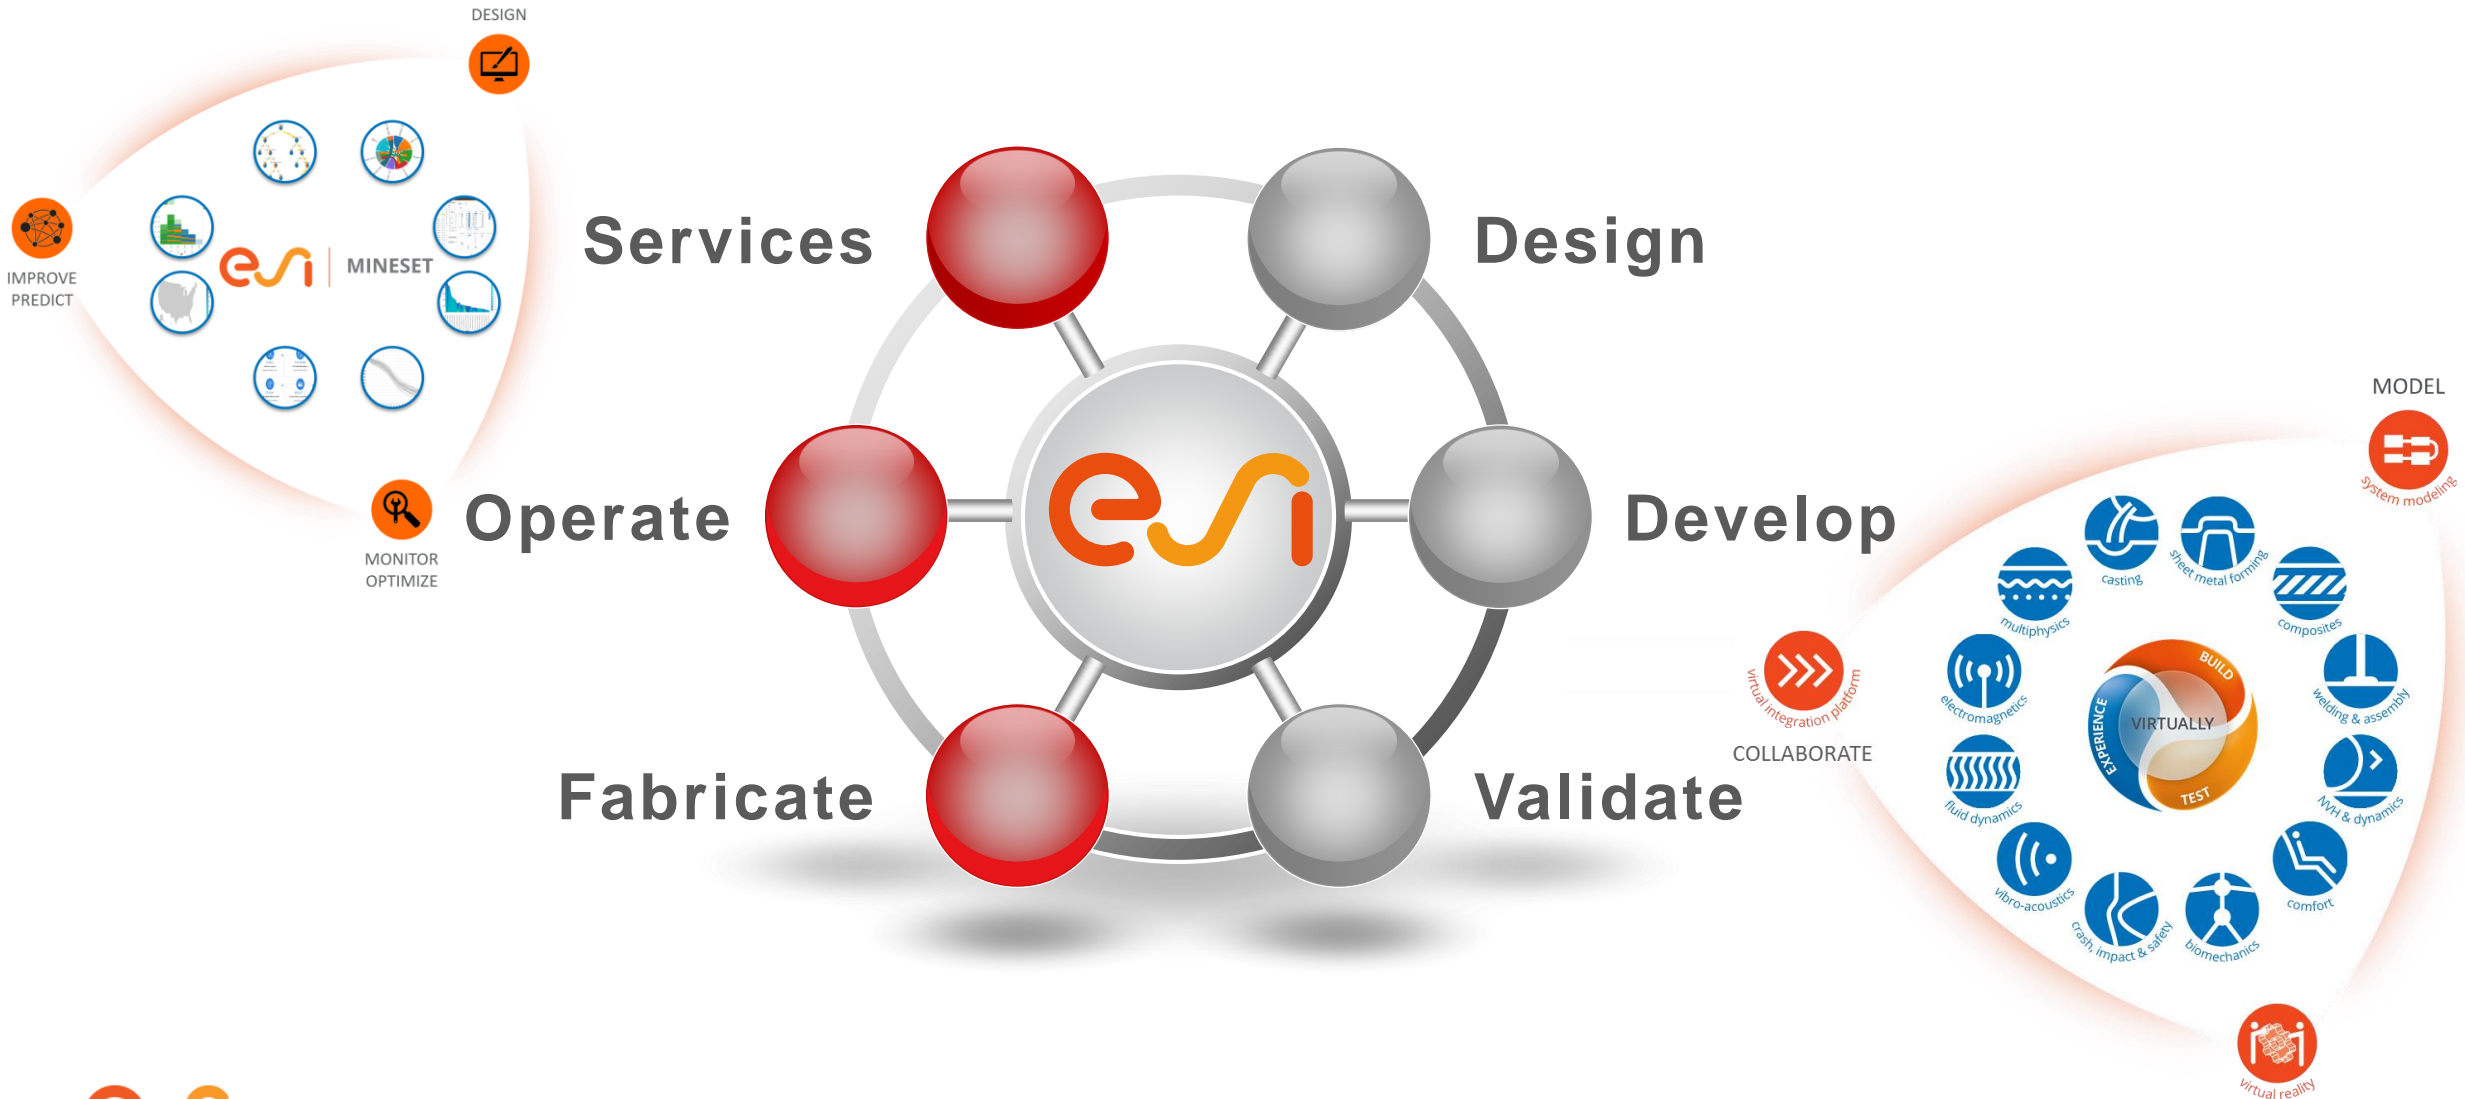 DESIGN
IMPROVE
PREDICT
esi
MINESET
MONITOR
OPTIMIZE
Services
Operate
Fabricate
esi
Design
Develop
Validate
MODEL
system modeling
casting
sheet metal forming
multiphysics
composites
electromagnetics
welding & assembly
virtual integration platform
COLLABORATE
BUILD
EXPERIENCE
VIRTUALLY
TEST
fluid dynamics
NVH & dynamics
vibro-acoustics
comfort
crash, impact & safety
biomechanics
virtual reality